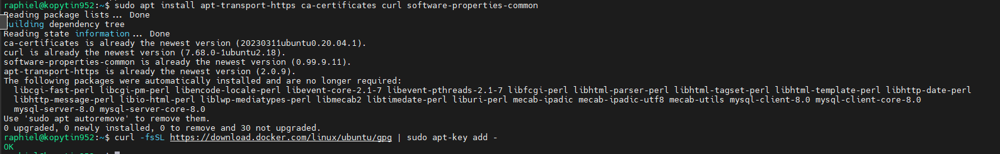 raphiel@kopytin952:~$ sudo apt install apt-transport-https ca-certificates curl software-properties-common
Reading package lists... Done
uilding dependency tree
Reading state information... Done
ca-certificates is already the newest version (20230311ubuntu0.20.04.1).
curl is already the newest version (7.68.0-1ubuntu2.18).
software-properties-common is already the newest version (0.99.9.11).
apt-transport-https is already the newest version (2.0.9).
The following packages were automatically installed and are no longer required:
libcgi-fast-perl libcgi-pm-perl libencode-locale-perl libevent-core-2.1-7 libevent-pthreads-2.1-7 libfcgi-perl libhtml-parser-perl libhtml-tagset-perl libhtml-template-perl libhttp-date-perl
libhttp-message-perl libio-html-perl liblwp-mediatypes-perl libmecab2 libtimedate-perl liburi-perl mecab-ipadic mecab-ipadic-utf8 mecab-utils mysql-client-8.0 mysql-client-core-8.0
mysql-server-8.0 mysql-server-core-8.0
Use 'sudo apt autoremove' to remove them.
0 upgraded, 0 newly installed, 0 to remove and 30 not upgraded.
raphiel@kopytin952:~$ curl -fsSL https://download.docker.com/linux/ubuntu/gpg | sudo apt-key add -
OK